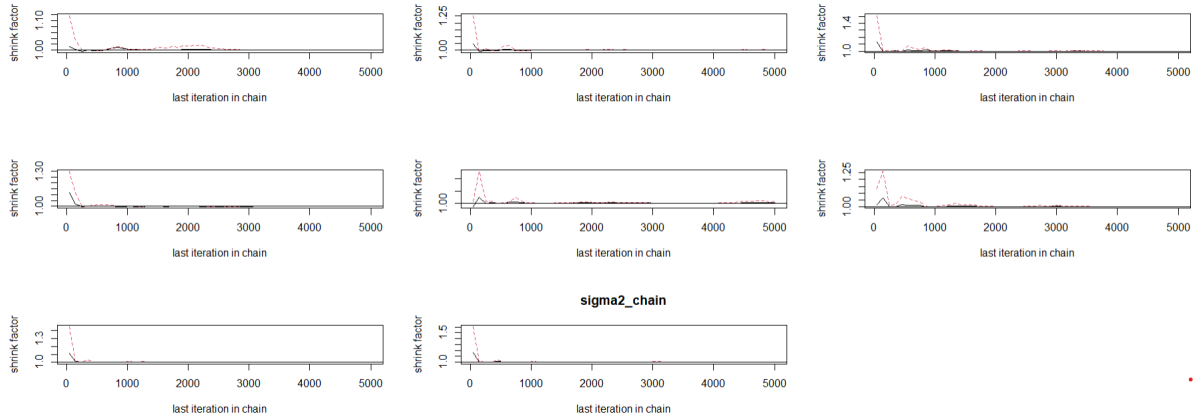 shrink factor
1.00 1.10
0 1000 2000 3000 4000 5000
last iteration in chain
shrink factor
1.00 1.25
0 1000 2000 3000 4000 5000
last iteration in chain
shrink factor
1.0 1.4
0 1000 2000 3000 4000 5000
last iteration in chain
shrink factor
1.00 1.30
0 1000 2000 3000 4000 5000
last iteration in chain
shrink factor
1.00
0 1000 2000 3000 4000 5000
last iteration in chain
shrink factor
1.00 1.25
0 1000 2000 3000 4000 5000
last iteration in chain
shrink factor
1.0 1.3
0 1000 2000 3000 4000 5000
last iteration in chain
sigma2_chain
shrink factor
1.0 1.5
0 1000 2000 3000 4000 5000
last iteration in chain